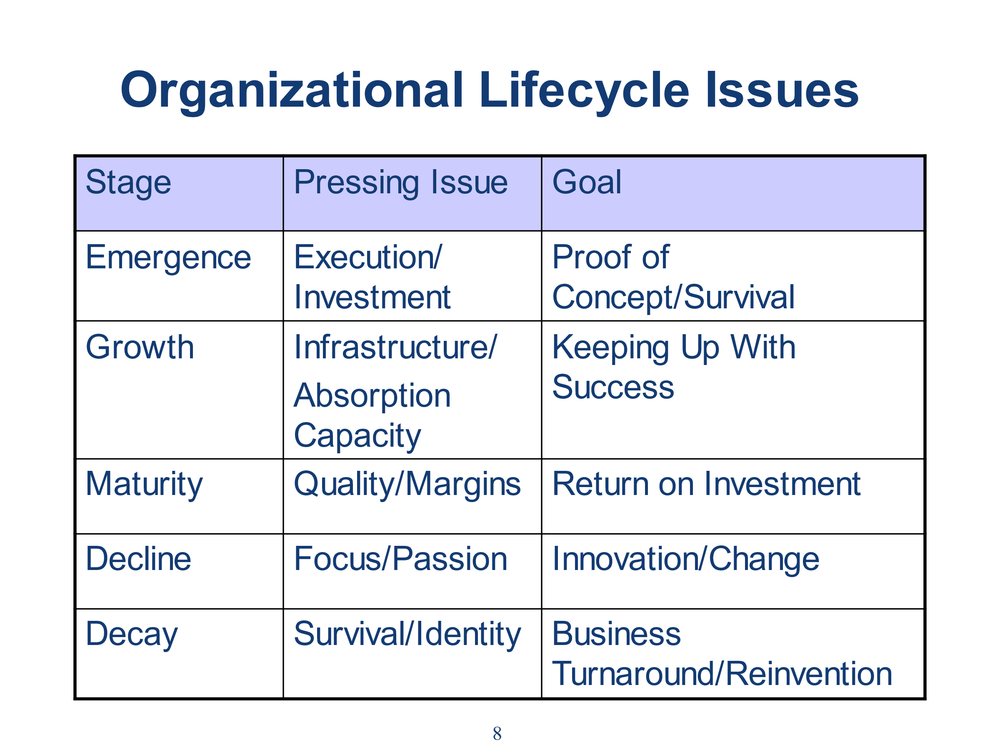 Organizational Lifecycle Issues
Stage
Pressing Issue
Goal
Emergence
Execution/
Investment
Proof of
Concept/Survival
Growth
Infrastructure/
Absorption
Capacity
Keeping Up With
Success
Maturity
Quality/Margins
Return on Investment
Decline
Focus/Passion
Innovation/Change
Decay
Survival/Identity
Business
Turnaround/Reinvention
8